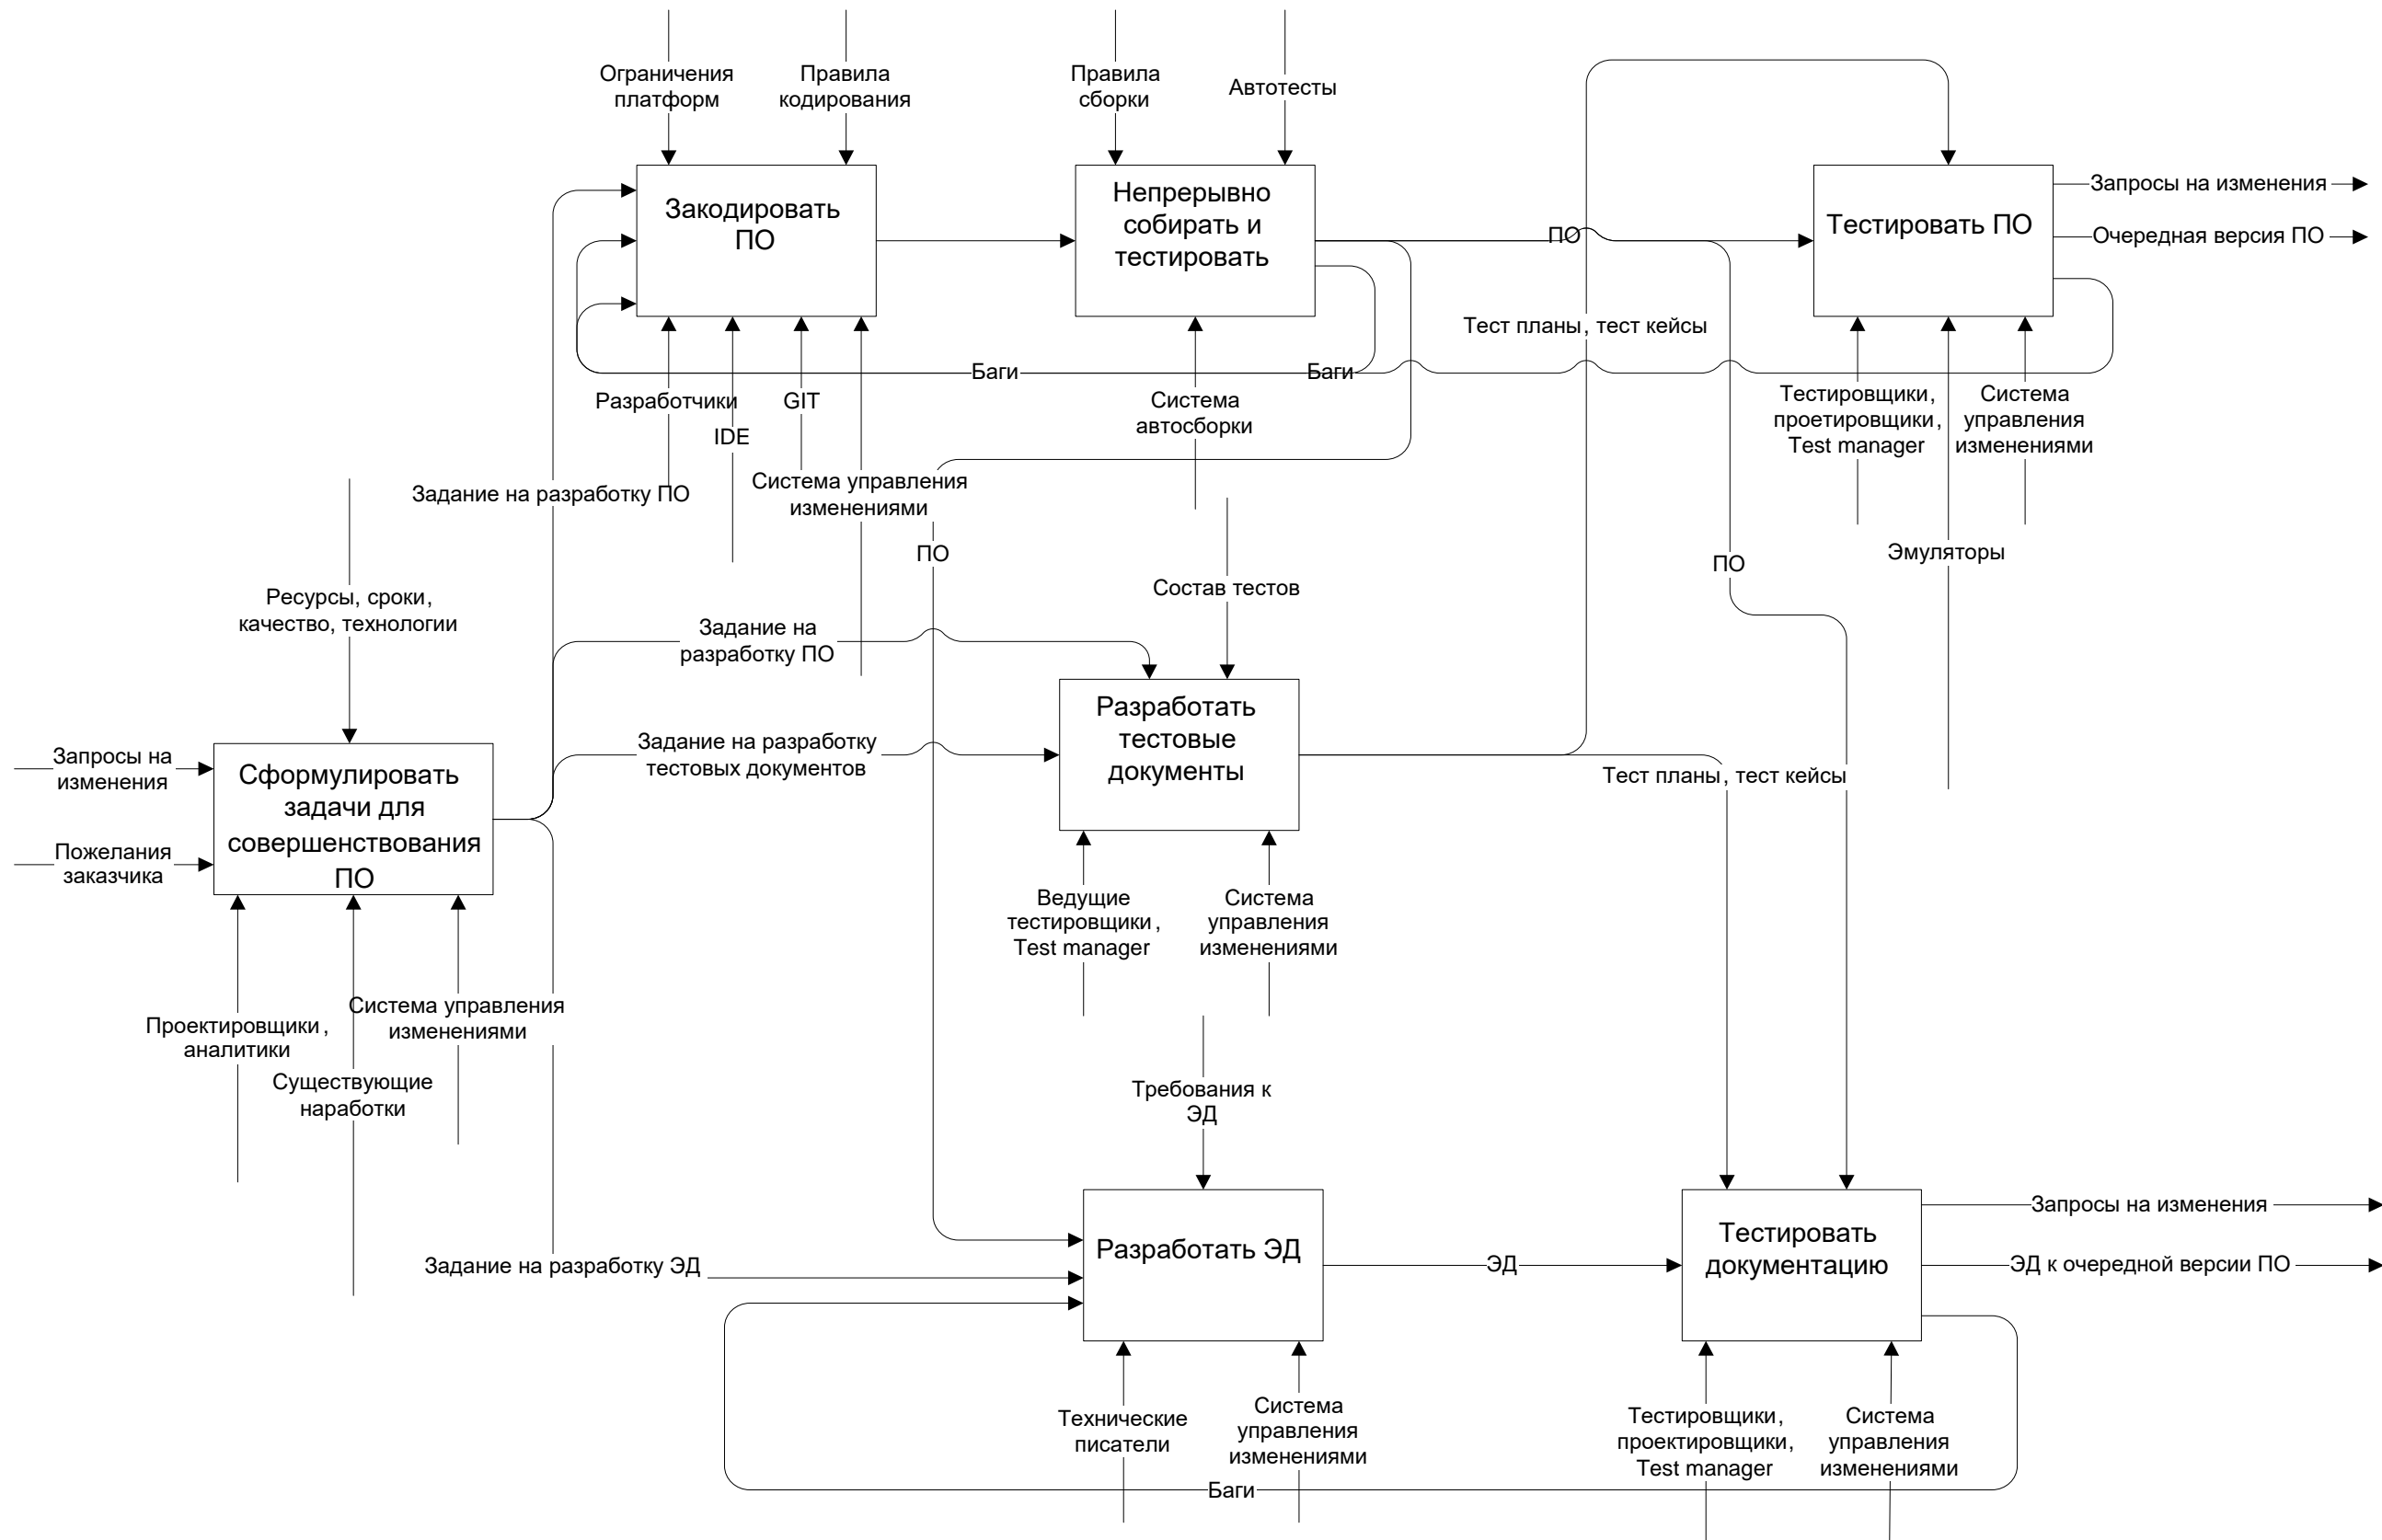 Ограничения
платформ
Правила
кодирования
Правила
сборки
Автотесты
Закодировать
ПО
Непрерывно
собирать и
тестировать
ПО
Тестировать ПО
Запросы на изменения
Очередная версия ПО
Тест планы, тест кейсы
Баги
Баги
Разработчики
IDE
GIT
Система управления
изменениями
Система
автосборки
Тестировщики,
проетировщики,
Test manager
Система
управления
изменениями
Эмуляторы
Задание на разработку ПО
ПО
ПО
Ресурсы, сроки,
качество, технологии
Состав тестов
Задание на
разработку ПО
Задание на разработку
тестовых документов
Разработать
тестовые
документы
Тест планы, тест кейсы
Запросы на
изменения
Пожелания
заказчика
Сформулировать
задачи для
совершенствования
ПО
Ведущие
тестировщики,
Test manager
Система
управления
изменениями
Проектировщики,
аналитики
Существующие
наработки
Система управления
изменениями
Требования к
ЭД
Задание на разработку ЭД
Разработать ЭД
ЭД
Тестировать
документацию
Запросы на изменения
ЭД к очередной версии ПО
Технические
писатели
Система
управления
изменениями
Тестировщики,
проектировщики,
Test manager
Система
управления
изменениями
Баги